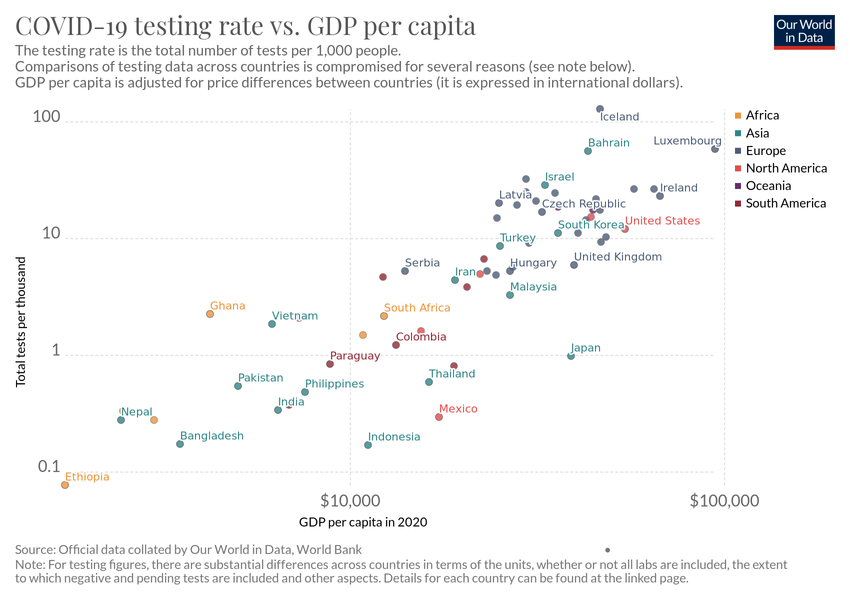 COVID-19 testing rate vs. GDP per capita
Our World
in Data
The testing rate is the total number of tests per 1,000 people.
Comparisons of testing data across countries is compromised for several reasons (see note below).
GDP per capita is adjusted for price differences between countries (it is expressed in international dollars).
100
Iceland
Africa
Asia
Europe
North America
Oceania
South America
Luxembourg
Bahrain
Israel
Ireland
Latvia
Czech Republic
United States
South Korea
10
Turkey
United Kingdom
Serbia
Hungary
Iran
Malaysia
Ghana
South Africa
Vietnam
Colombia
Japan
1
Paraguay
Thailand
Pakistan
Philippines
India
Nepal
Mexico
Bangladesh
Indonesia
0.1
Ethiopia
Total tests per thousand
$10,000
$100,000
GDP per capita in 2020
Source: Official data collated by Our World in Data, World Bank
Note: For testing figures, there are substantial differences across countries in terms of the units, whether or not all labs are included, the extent
to which negative and pending tests are included and other aspects. Details for each country can be found at the linked page.